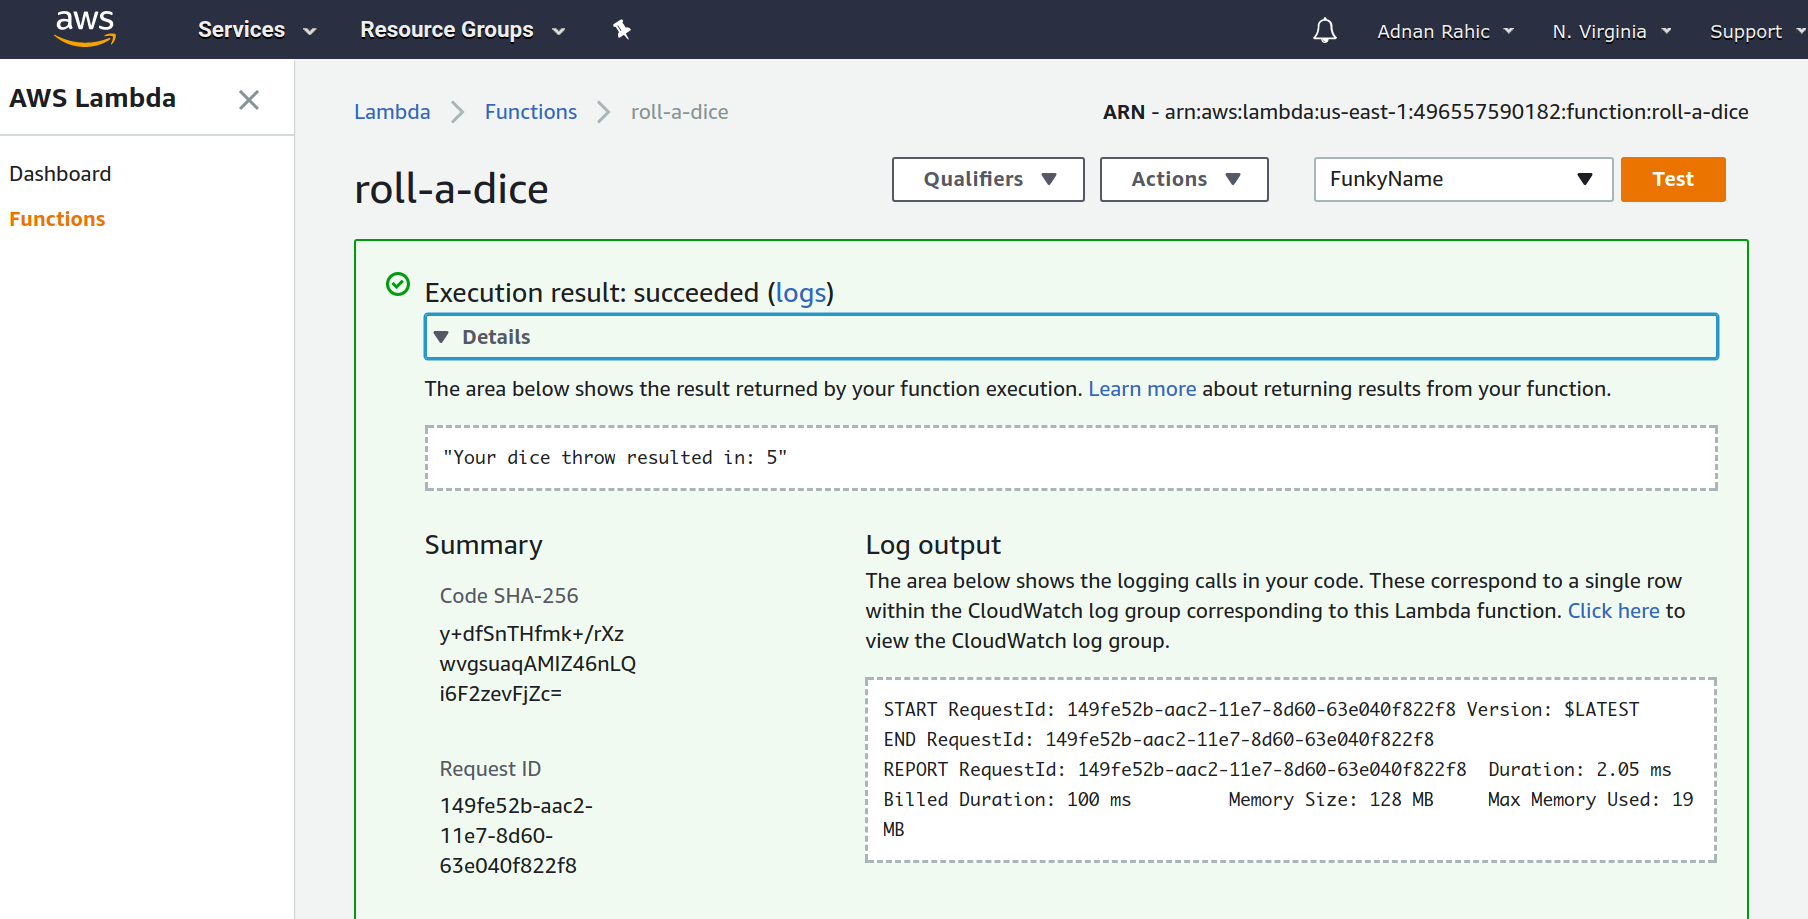 aws Services Resource Groups Adnan Rahic N. Virginia Support
AWS Lambda
Dashboard
Functions
Lambda Functions roll-a-dice
ARN - arn:aws:lambda:us-east-1:496557590182:function:roll-a-dice
roll-a-dice
Qualifiers Actions FunkyName Test
Execution result: succeeded (logs)
Details
The area below shows the result returned by your function execution. Learn more about returning results from your function.
"Your dice throw resulted in: 5"
Summary
Code SHA-256
y+dfSnTHfmk+/rXz
wvgsuaqAMIZ46nLQ
i6F2zevFjZc=
Request ID
149fe52b-aac2-
11e7-8d60-
63e040f822f8
Log output
The area below shows the logging calls in your code. These correspond to a single row
within the CloudWatch log group corresponding to this Lambda function. Click here to
view the CloudWatch log group.
START RequestId: 149fe52b-aac2-11e7-8d60-63e040f822f8 Version: $LATEST
END RequestId: 149fe52b-aac2-11e7-8d60-63e040f822f8
REPORT RequestId: 149fe52b-aac2-11e7-8d60-63e040f822f8 Duration: 2.05 ms
Billed Duration: 100 ms Memory Size: 128 MB Max Memory Used: 19
MB